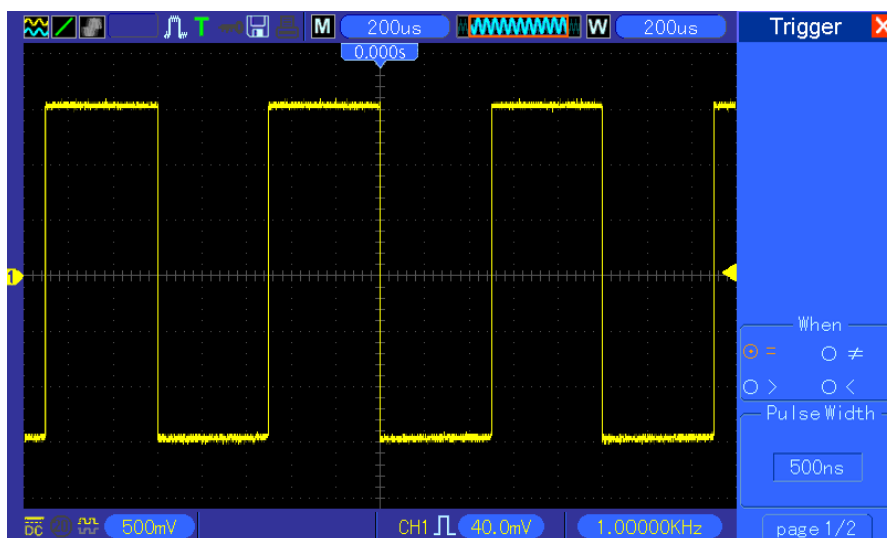 T M 200us W 200us Trigger X
0.000s
1
When
= ≠
> <
Pulse Width
500ns
DC 500mV CH1 40.0mV 1.00000KHz page 1/2